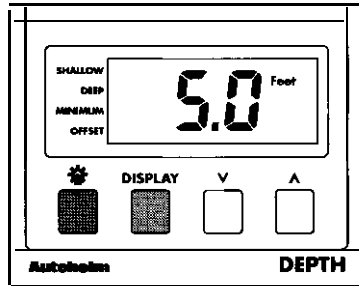 SHALLOW
DEEP
MINIMUM
OFFSET
5.0 Feet
DISPLAY V Λ
Autohelm DEPTH